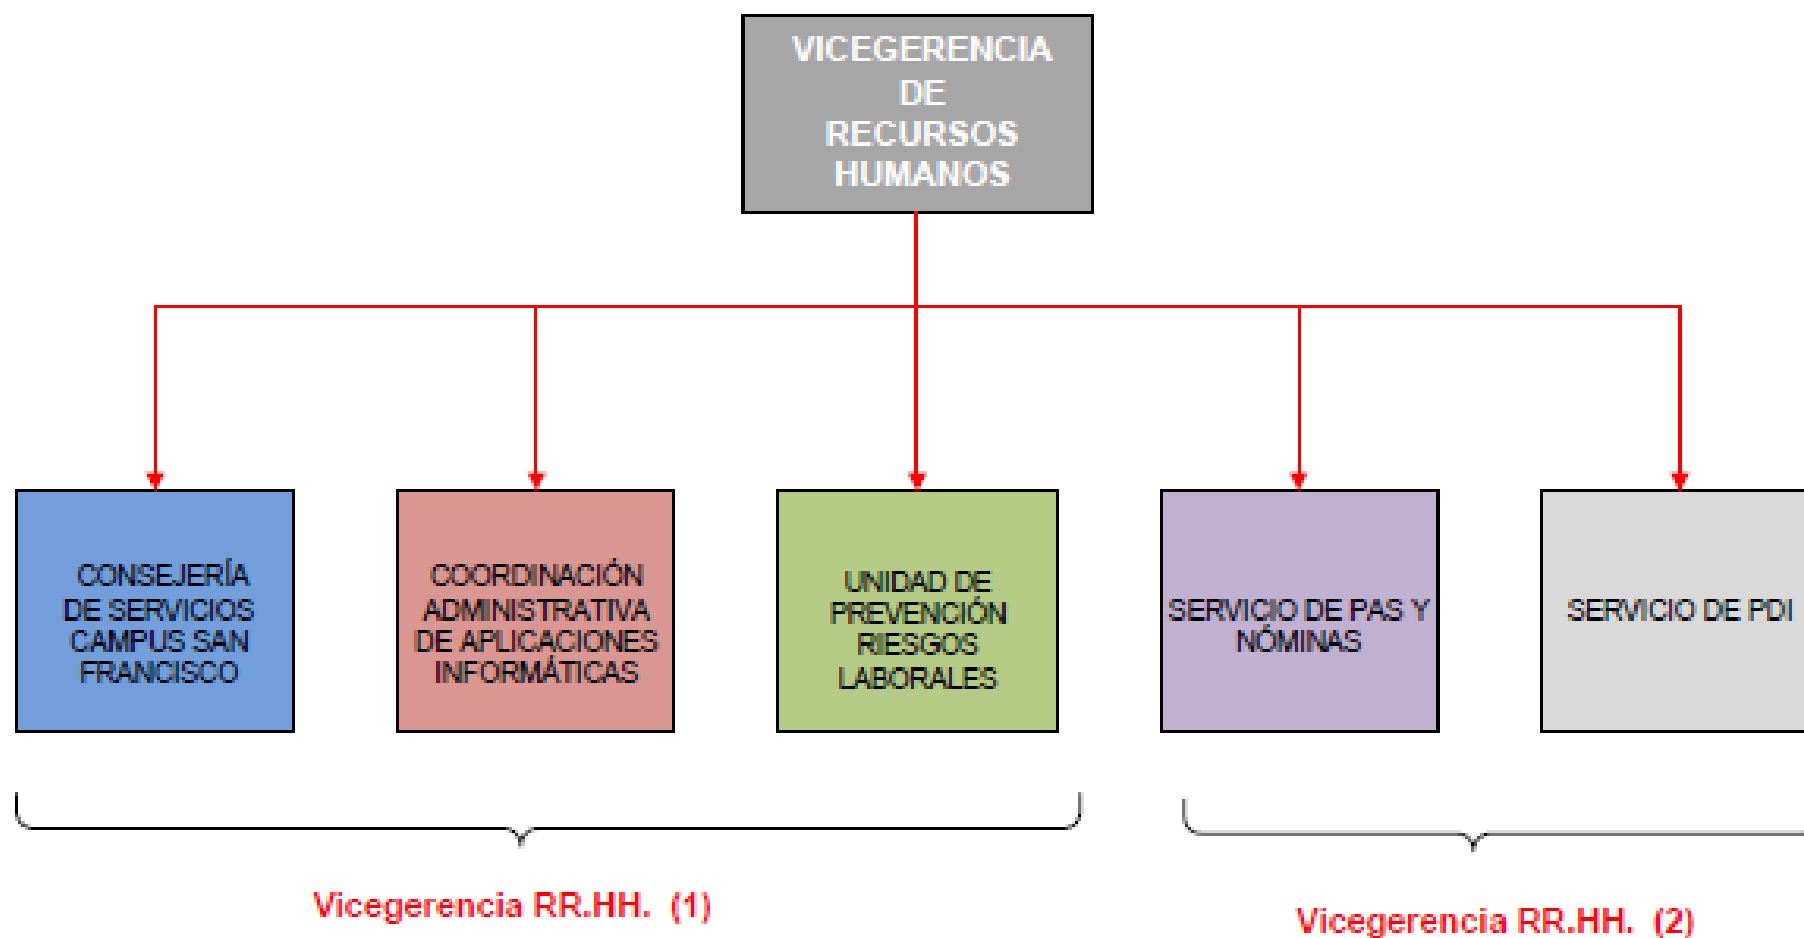 VICEGERENCIA
DE
RECURSOS
HUMANOS
CONSEJERÍA
DE SERVICIOS
CAMPUS SAN
FRANCISCO
COORDINACIÓN
ADMINISTRATIVA
DE APLICACIONES
INFORMÁTICAS
UNIDAD DE
PREVENCIÓN
RIESGOS
LABORALES
SERVICIO DE PAS Y
NÓMINAS
SERVICIO DE PDI
Vicegerencia RR.HH. (1)
Vicegerencia RR.HH. (2)